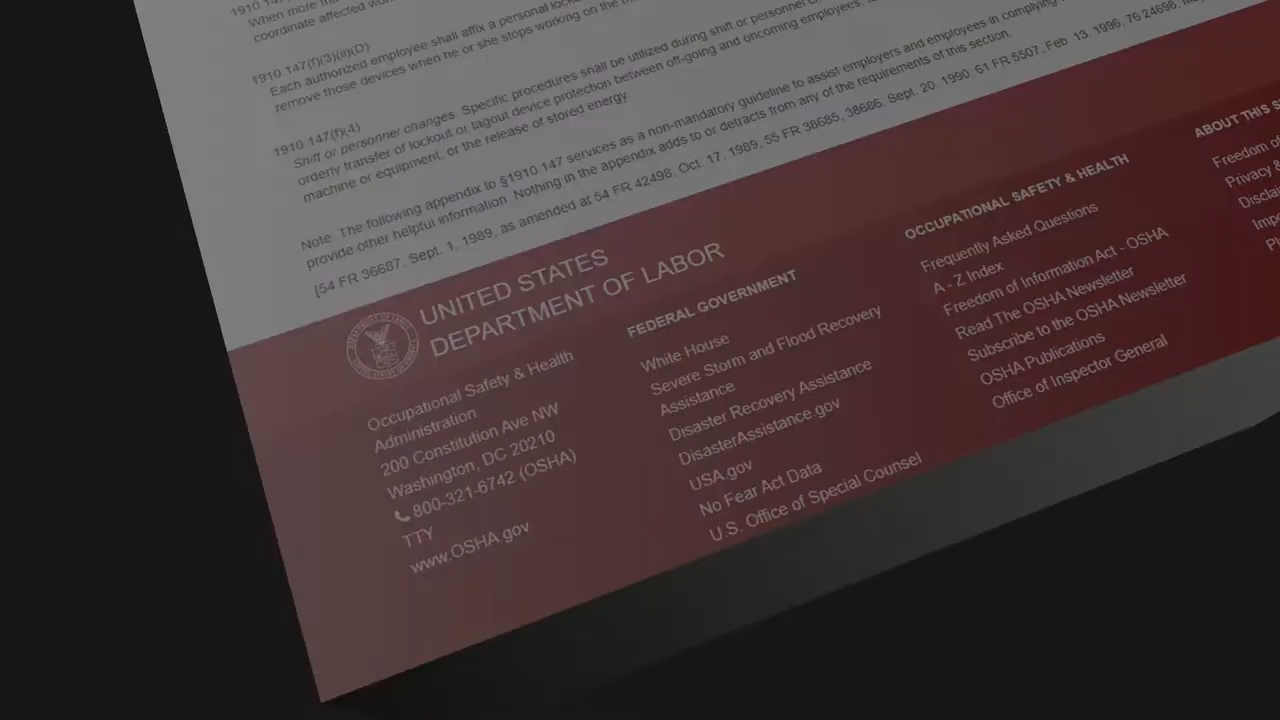 1910 147
When more tha
coordinate affected wor
1910 147(f)(3)(ii)(D)
Each authorized employee shall affix a personal locko
remove those devices when he or she stops working on the m
1910 147(f)(4)
Shift or personnel changes. Specific procedures shall be utilized during shift or personnel c
orderly transfer of lockout or tagout device protection between off-going and oncoming employees,
machine or equipment, or the release of stored energy.
Note: The following appendix to §1910 147 services as a non-mandatory guideline to assist employers and employees in complying
provide other helpful information. Nothing in the appendix adds to or detracts from any of the requirements of this section.
[54 FR 36687, Sept. 1, 1989, as amended at 54 FR 42498, Oct. 17, 1989, 55 FR 38685, 38686, Sept. 20, 1990 61 FR 5507, Feb 13, 1996, 76 24698,
UNITED STATES
DEPARTMENT OF LABOR
Occupational Safety & Health
Administration
200 Constitution Ave NW
Washington, DC 20210
800-321-6742 (OSHA)
TTY
www.OSHA.gov
FEDERAL GOVERNMENT
White House
Severe Storm and Flood Recovery
Assistance
Disaster Recovery Assistance
DisasterAssistance.gov
USA.gov
No Fear Act Data
U.S. Office of Special Counsel
OCCUPATIONAL SAFETY & HEALTH
Frequently Asked Questions
A - Z Index
Freedom of Information Act - OSHA
Read The OSHA Newsletter
Subscribe to the OSHA Newsletter
OSHA Publications
Office of Inspector General
ABOUT THIS S
Freedom of
Privacy &
Disclai
Imp